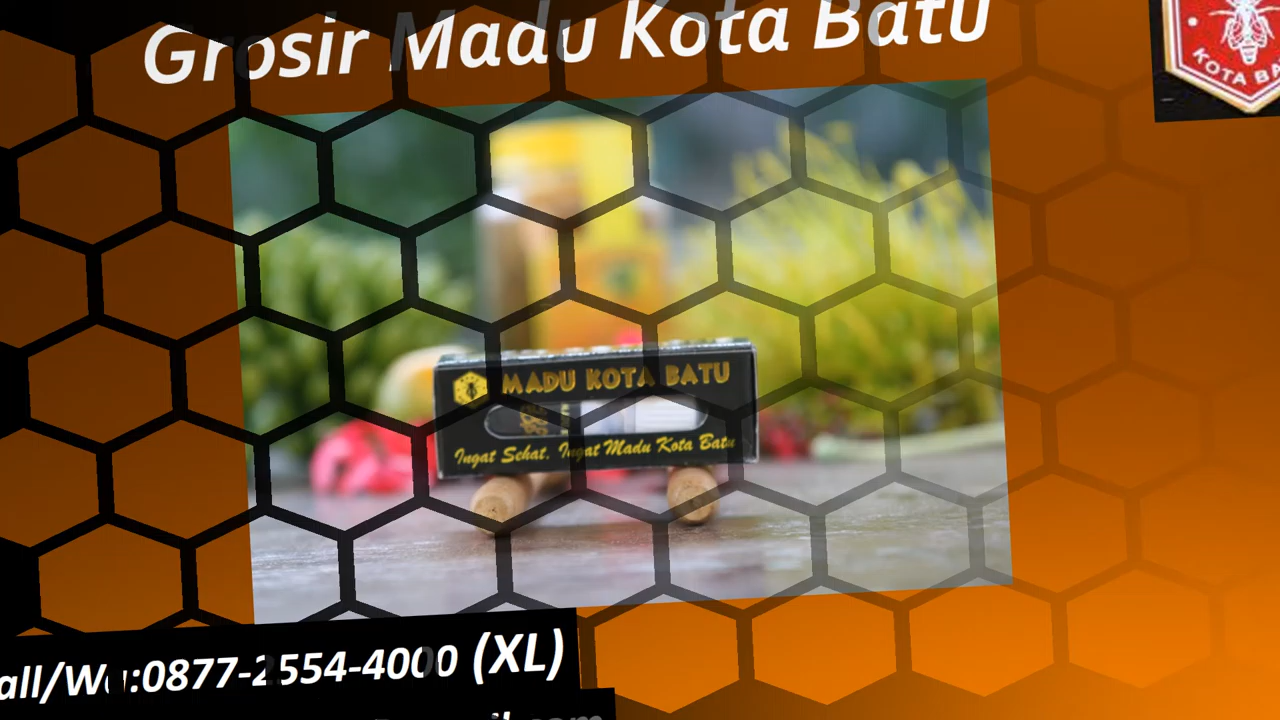 Grosir Madu Kota Batu
KOTA BA
MADU KOTA BATU
Ingat Sehat, Ingat Madu Kota Batu
all/Wa:0877-2554-4000 (XL)